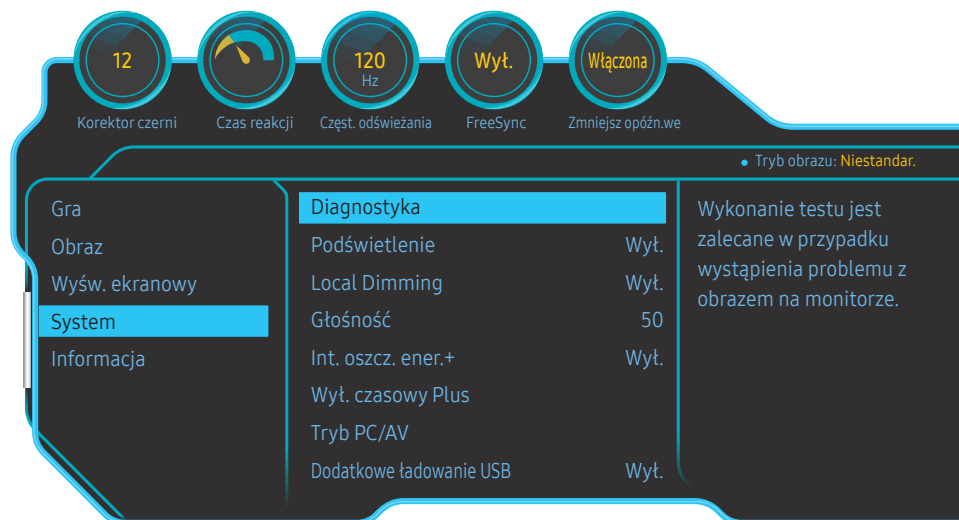 12
120
Hz
Wył.
Włączona
Korektor czerni
Czas reakcji
Częst. odświeżania
FreeSync
Zmniejsz opóźn.we
Tryb obrazu: Niestandar.
Gra
Obraz
Wyśw. ekranowy
System
Informacja
Diagnostyka
Podświetlenie Wył.
Local Dimming Wył.
Głośność 50
Int. oszcz. ener.+ Wył.
Wył. czasowy Plus
Tryb PC/AV
Dodatkowe ładowanie USB Wył.
Wykonanie testu jest
zalecane w przypadku
wystąpienia problemu z
obrazem na monitorze.